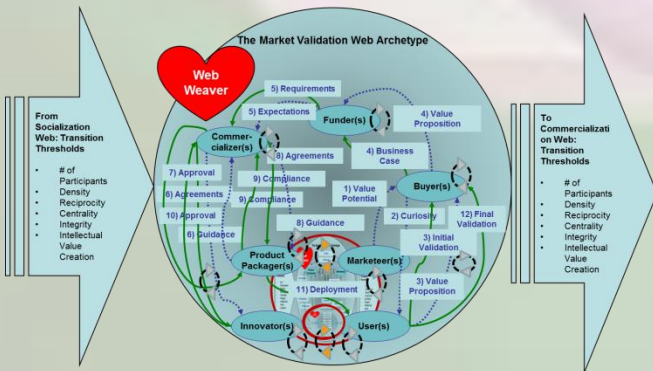 The Market Validation Web Archetype
Web
Weaver
5) Requirements
5) Expectations
Funder(s)
4) Value
Proposition
Commer-
cializer(s)
8) Agreements
4) Business
Case
7) Approval
9) Compliance
6) Agreements
9) Compliance
1) Value
Potential
Buyer(s)
10) Approval
2) Curiosity
12) Final
Validation
6) Guidance
8) Guidance
3) Initial
Validation
Product
Packager(s)
Marketeer(s)
11) Deployment
3) Value
Proposition
Innovator(s)
User(s)
From
Socialization
Web: Transition
Thresholds
• # of
Participants
• Density
• Reciprocity
• Centrality
• Integrity
• Intellectual
• Value
Creation
To
Commercializati
on Web:
Transition
Thresholds
• # of
Participants
• Density
• Reciprocity
• Centrality
• Integrity
• Intellectual
• Value
Creation